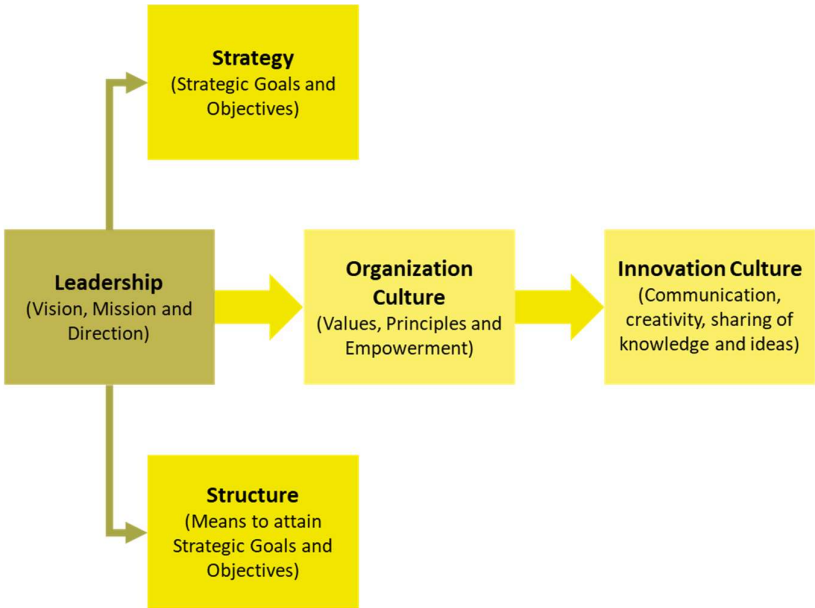 Strategy
(Strategic Goals and
Objectives)
Leadership
(Vision, Mission and
Direction)
Organization
Culture
(Values, Principles and
Empowerment)
Innovation Culture
(Communication,
creativity, sharing of
knowledge and ideas)
Structure
(Means to attain
Strategic Goals and
Objectives)